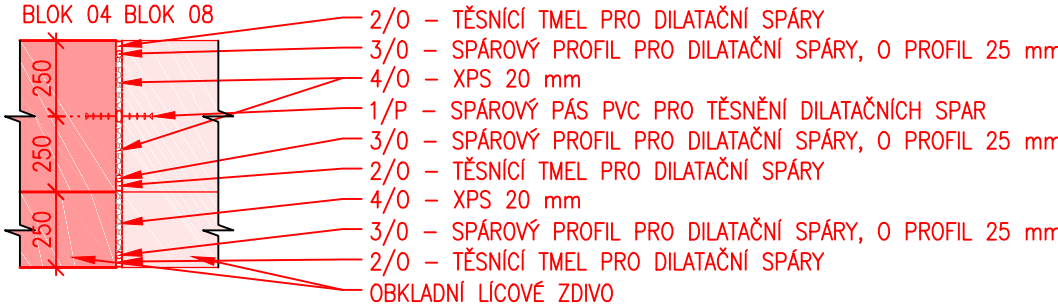 BLOK 04 BLOK 08
2/O – TĚSNÍCÍ TMEL PRO DILATAČNÍ SPÁRY
3/O – SPÁROVÝ PROFIL PRO DILATAČNÍ SPÁRY, O PROFIL 25 mm
4/O – XPS 20 mm
1/P – SPÁROVÝ PÁS PVC PRO TĚSNĚNÍ DILATAČNÍCH SPAR
3/O – SPÁROVÝ PROFIL PRO DILATAČNÍ SPÁRY, O PROFIL 25 mm
2/O – TĚSNÍCÍ TMEL PRO DILATAČNÍ SPÁRY
4/O – XPS 20 mm
3/O – SPÁROVÝ PROFIL PRO DILATAČNÍ SPÁRY, O PROFIL 25 mm
2/O – TĚSNÍCÍ TMEL PRO DILATAČNÍ SPÁRY
OBKLADNÍ LÍCOVÉ ZDIVO
250
250
250